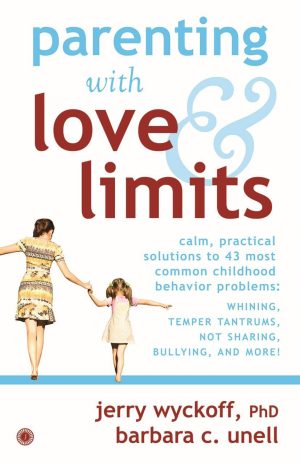 parenting
with
love &
limits
calm, practical
solutions to 43 most
common childhood
behavior problems:
WHINING,
TEMPER TANTRUMS,
NOT SHARING,
BULLYING, AND MORE!
jerry wyckoff, PhD
barbara c. unell